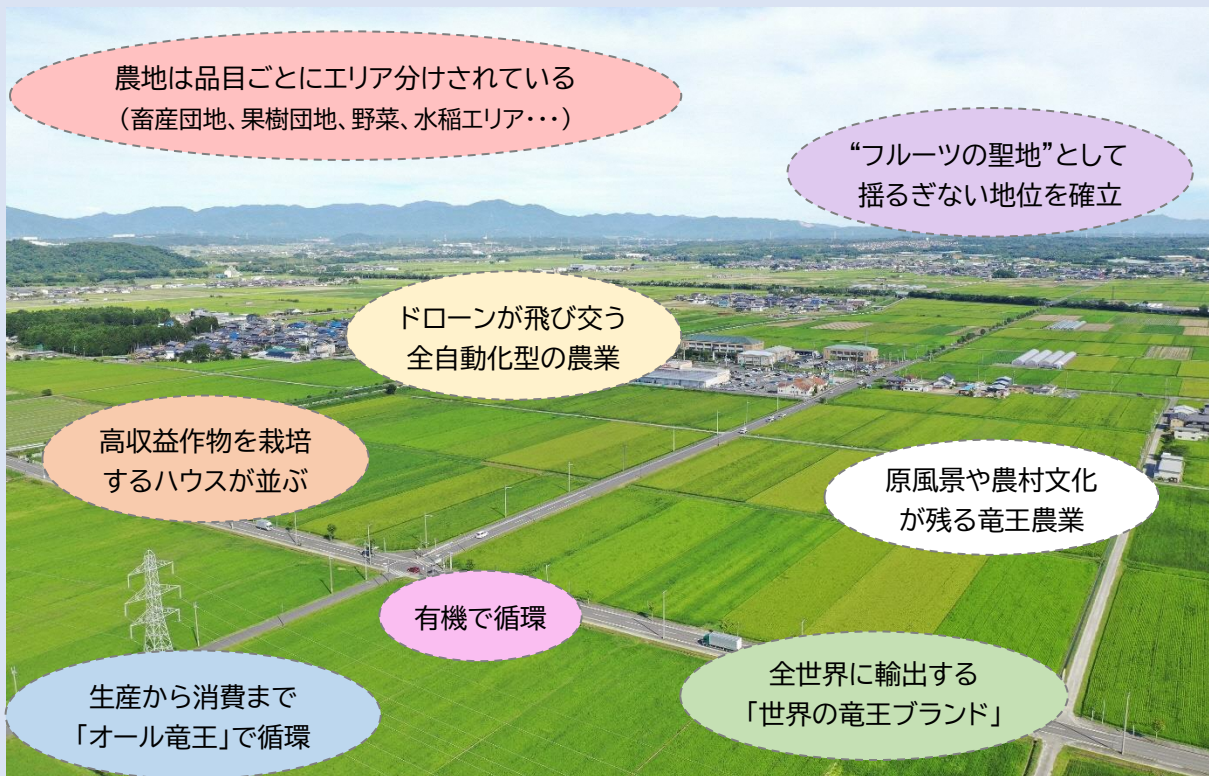 農地は品目ごとにエリア分けされている
（畜産団地、果樹団地、野菜、水稲エリア・・・）
“フルーツの聖地”として
揺るぎない地位を確立
ドローンが飛び交う
全自動化型の農業
高収益作物を栽培
するハウスが並ぶ
原風景や農村文化
が残る竜王農業
有機で循環
生産から消費まで
「オール竜王」で循環
全世界に輸出する
「世界の竜王ブランド」